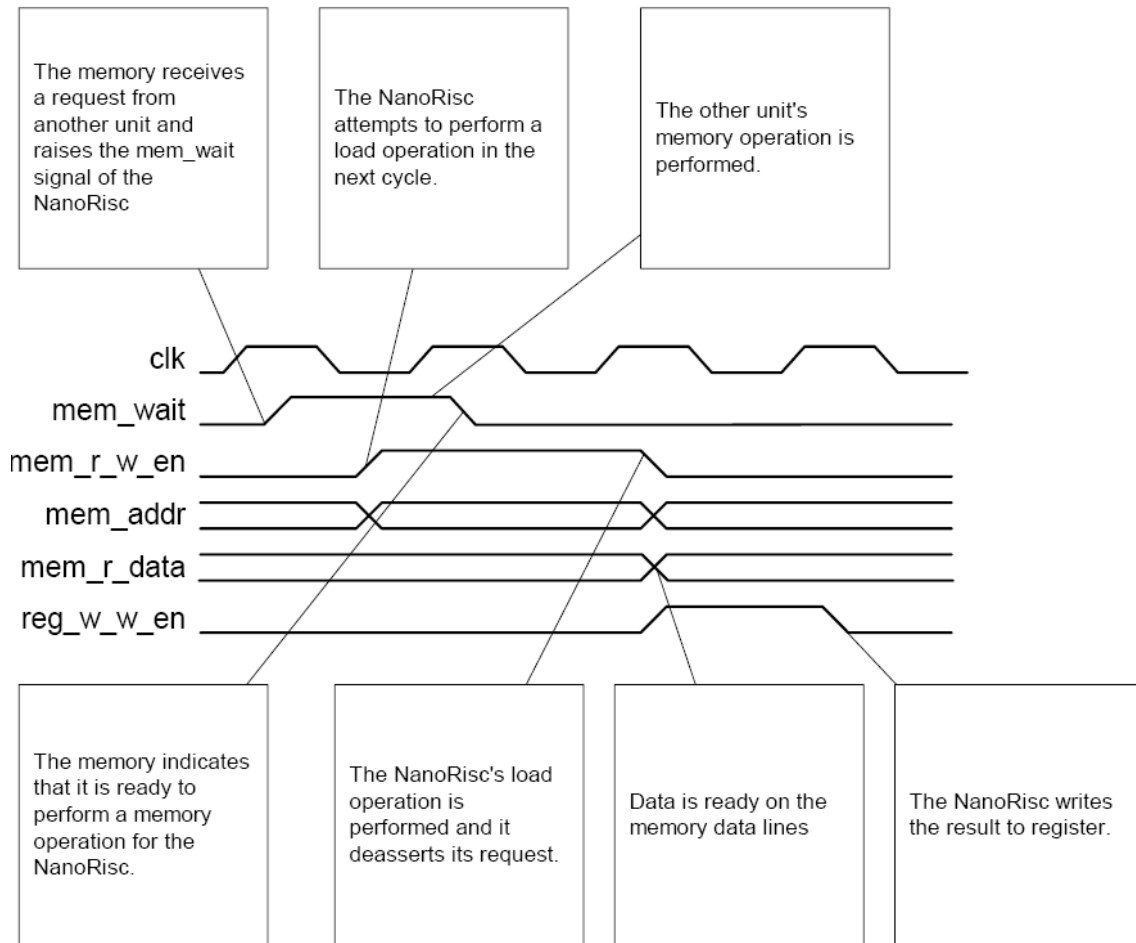 The memory receives
a request from
another unit and
raises the mem_wait
signal of the
NanoRisc
The NanoRisc
attempts to perform a
load operation in the
next cycle.
The other unit's
memory operation is
performed.
clk
mem_wait
mem_r_w_en
mem_addr
mem_r_data
reg_w_w_en
The memory indicates
that it is ready to
perform a memory
operation for the
NanoRisc.
The NanoRisc's load
operation is
performed and it
deasserts its request.
Data is ready on the
memory data lines
The NanoRisc writes
the result to register.